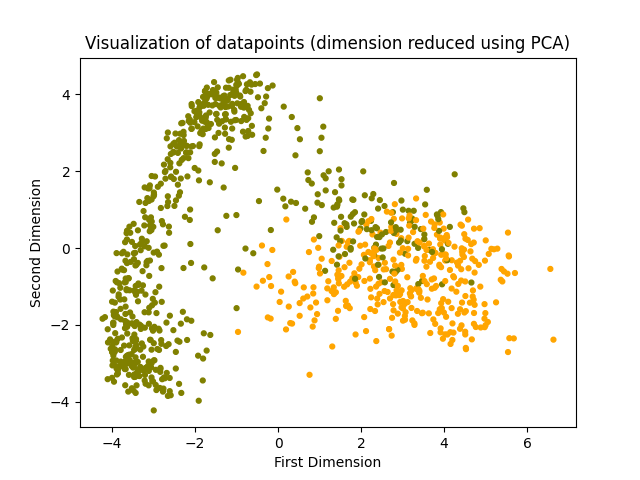 Visualization of datapoints (dimension reduced using PCA)
4
2
0
−2
−4
Second Dimension
−4 −2 0 2 4 6
First Dimension